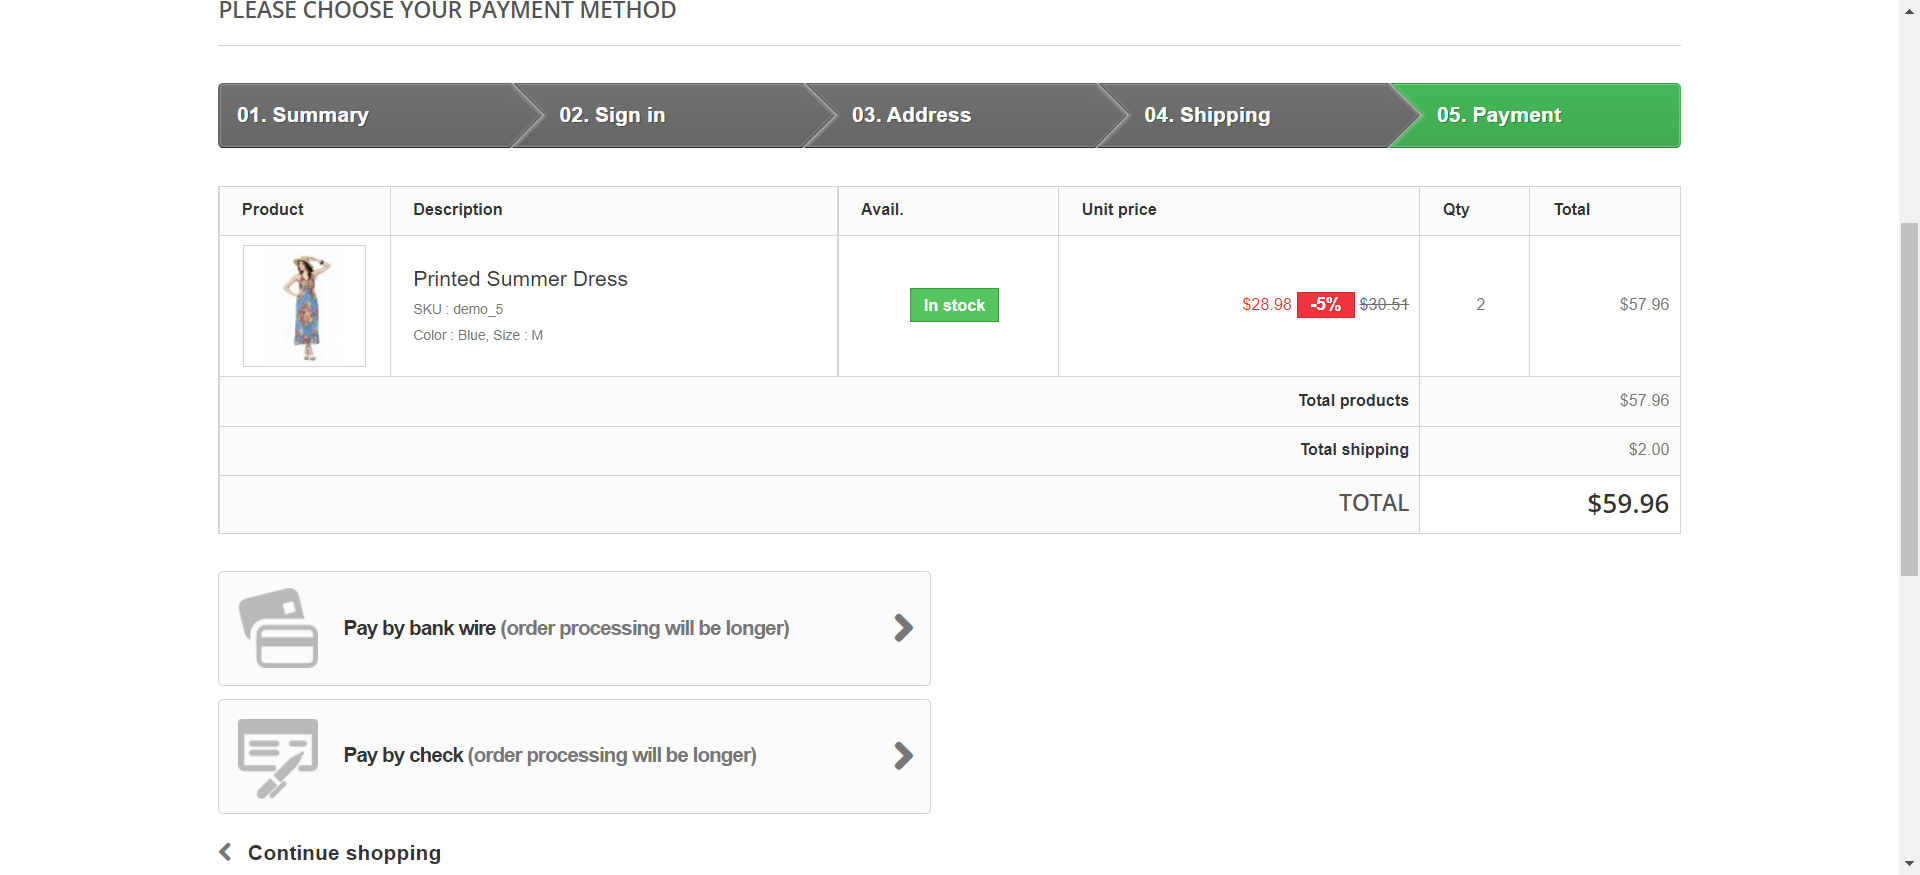 PLEASE CHOOSE YOUR PAYMENT METHOD
01. Summary 02. Sign in 03. Address 04. Shipping 05. Payment
Product Description Avail. Unit price Qty Total
Printed Summer Dress
SKU : demo_5
Color : Blue, Size : M
In stock
$28.98 -5% $30.51 2 $57.96
Total products $57.96
Total shipping $2.00
TOTAL $59.96
Pay by bank wire (order processing will be longer)
Pay by check (order processing will be longer)
Continue shopping